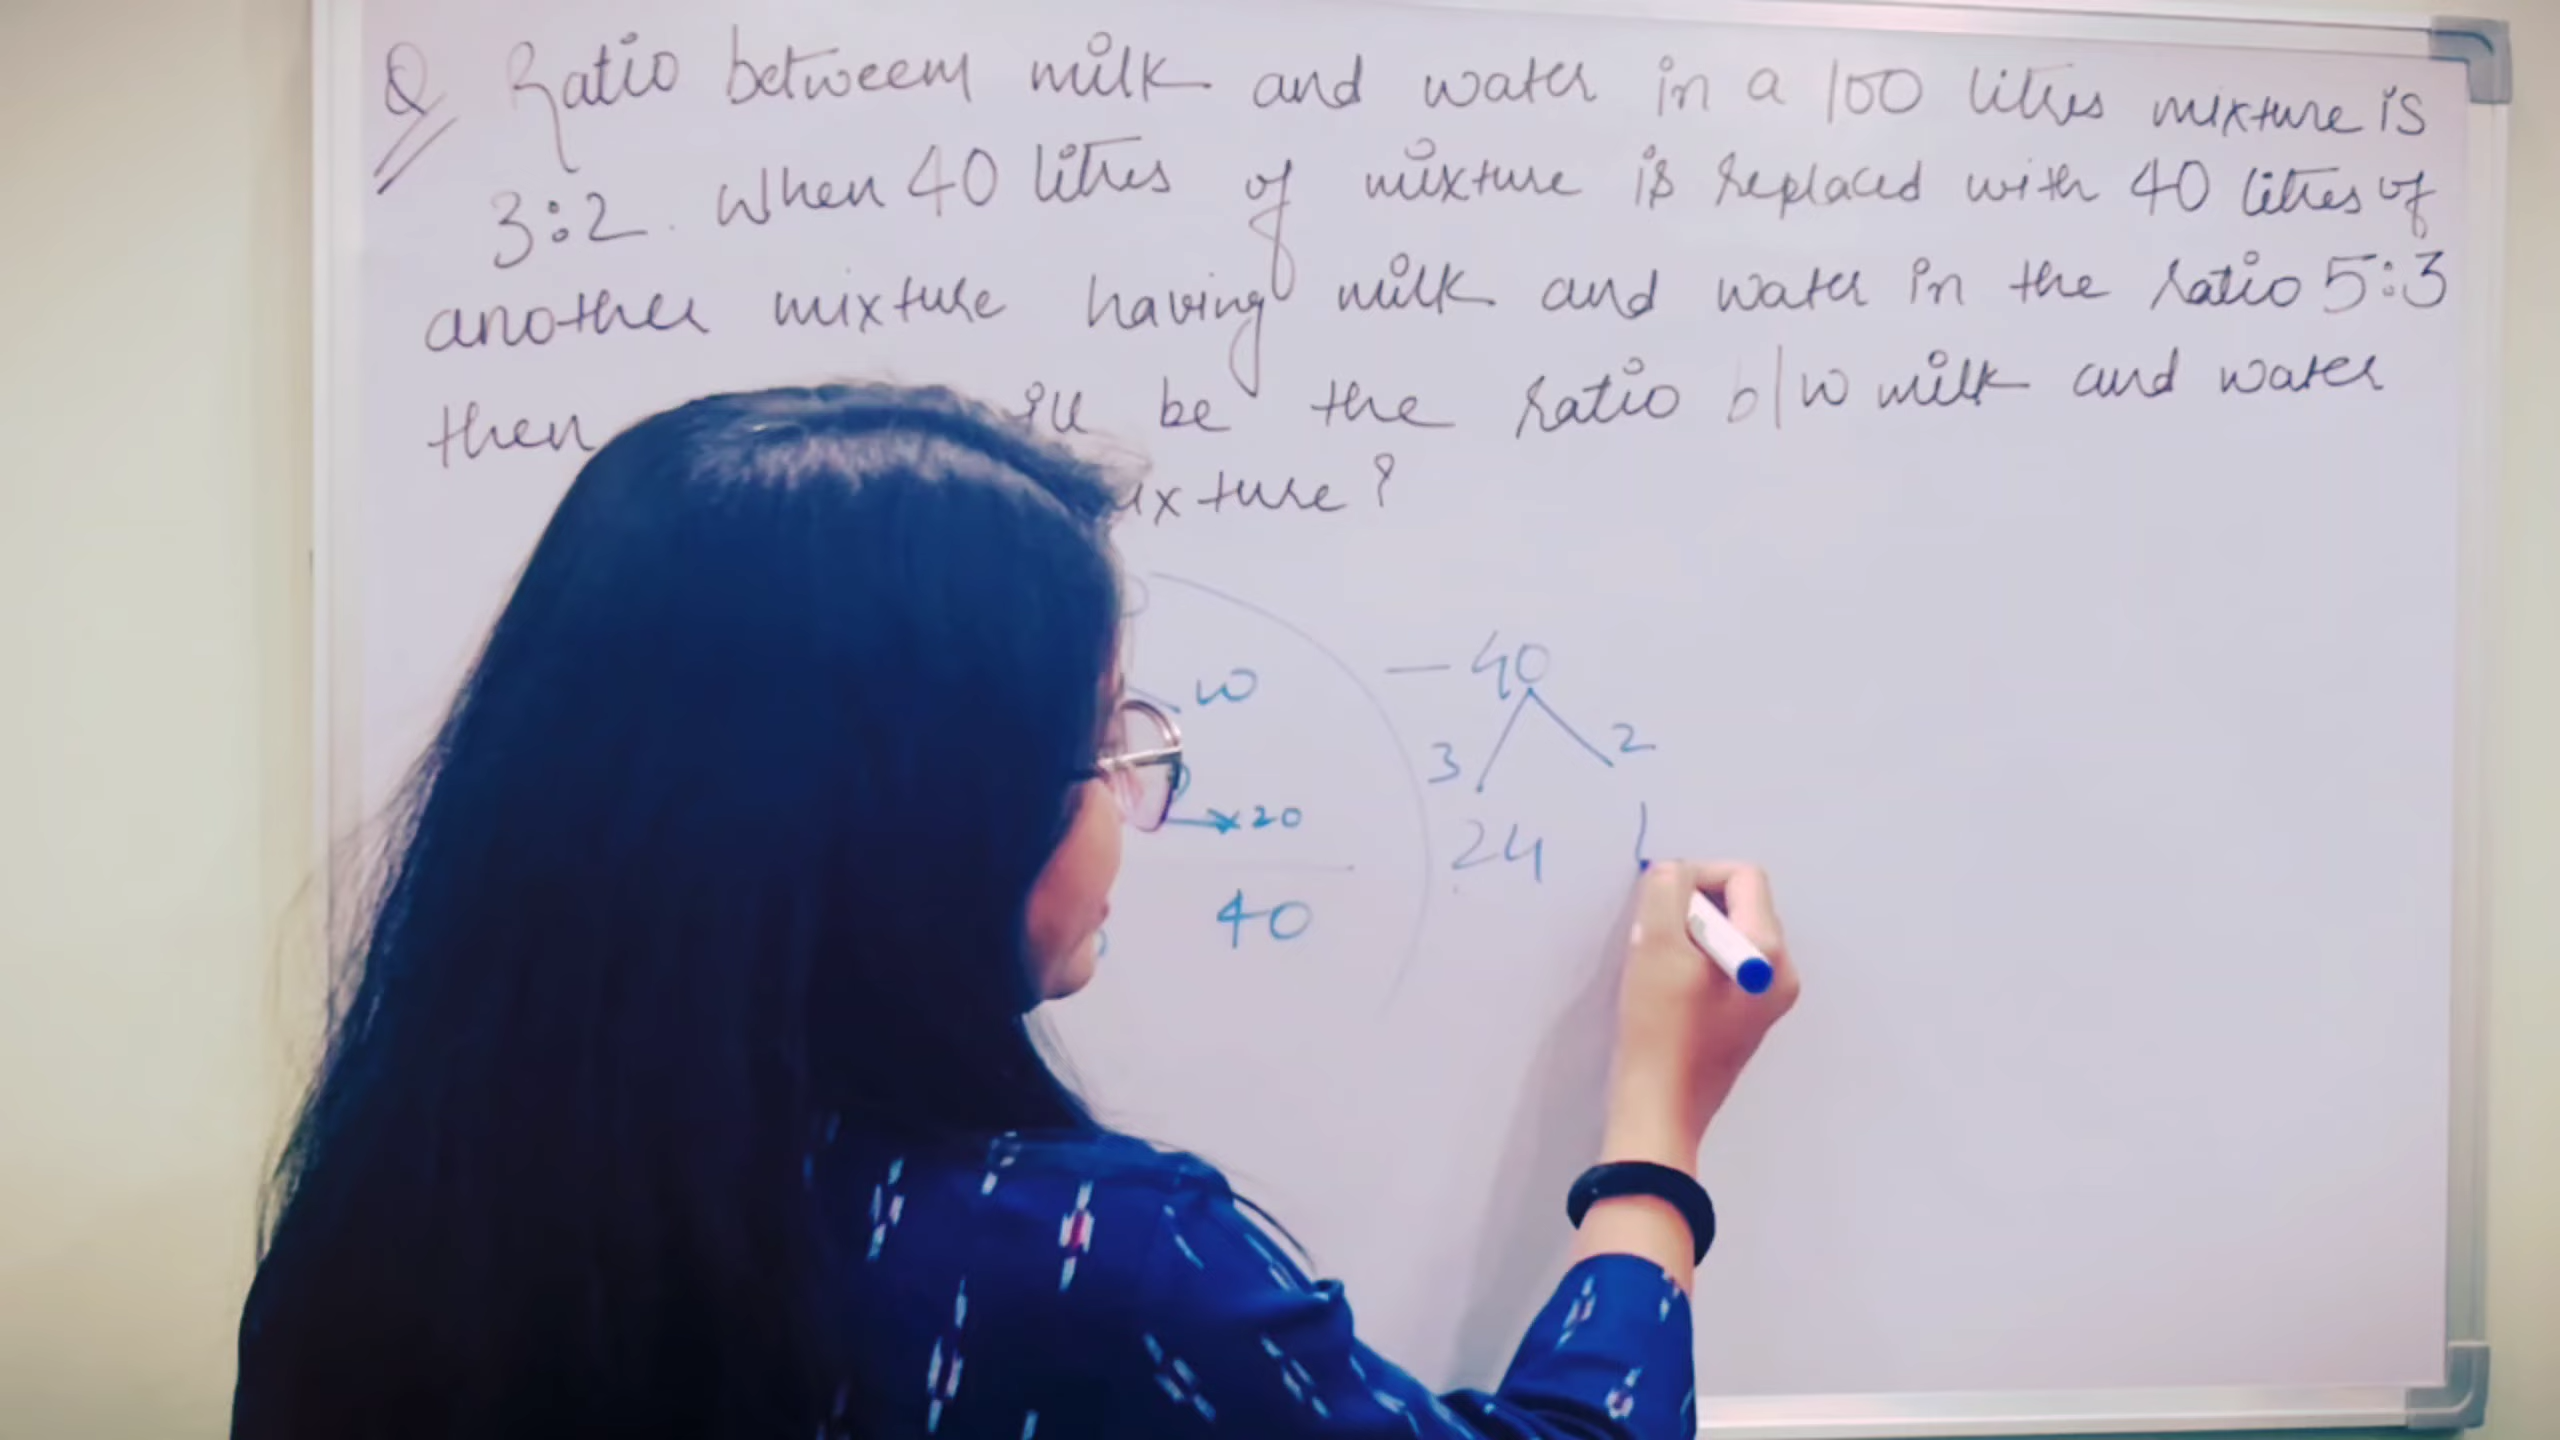 Q Ratio between milk and water in a 100 litres mixture is
3:2. When 40 litres of mixture is replaced with 40 litres of
another mixture having milk and water in the ratio 5:3
then be the ratio b/w milk and water
?
W — 40
3 2
×20
24
40